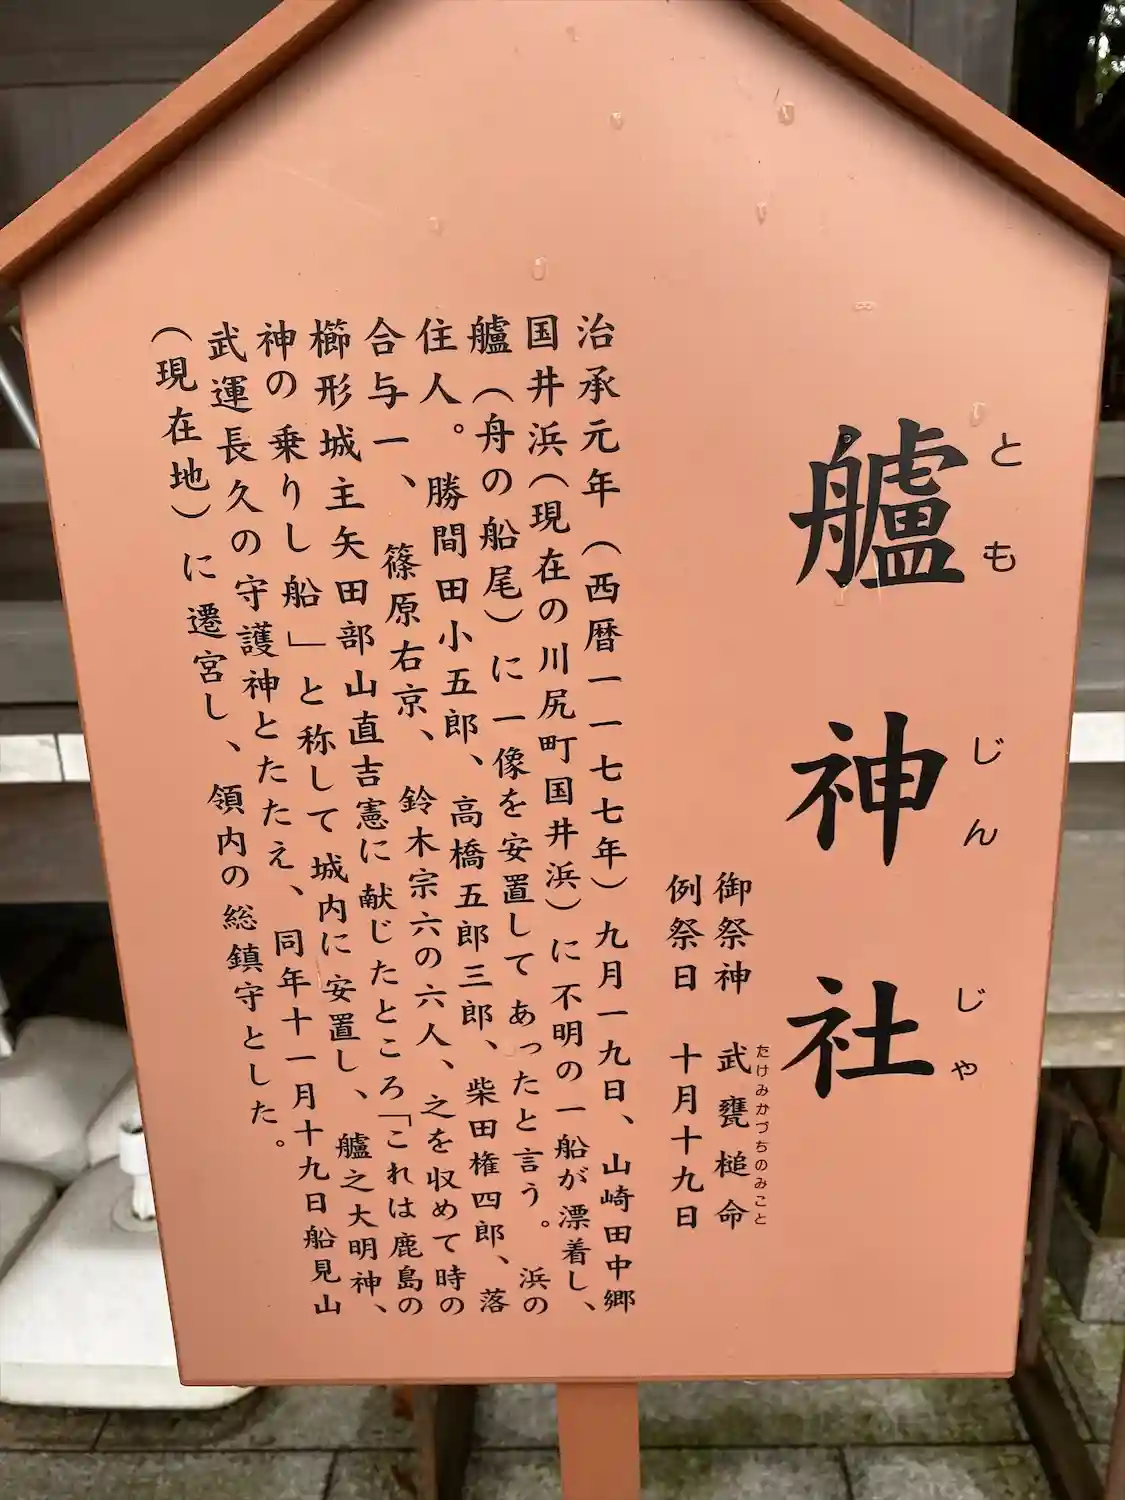 艫神社
とも じん じゃ
御祭神 武甕槌命
たけみかづちのみこと
例祭日 十月十九日
治承元年(西暦一一七七年)九月一九日、山崎田中郷
国井浜(現在の川尻町国井浜)に不明の一船が漂着し、
艫(舟の船尾)に一像を安置してあったと言う。浜の
住人。勝間田小五郎、高橋五郎三郎、柴田権四郎、落
合与一、篠原右京、鈴木宗六の六人、之を収めて時の
櫛形城主矢田部山直吉憲に献じたところ「これは鹿島の
神の乗りし船」と称して城内に安置し、艫之大明神、
武運長久の守護神とたたえ、同年十一月十九日船見山
(現在地)に遷宮し、領内の総鎮守とした。